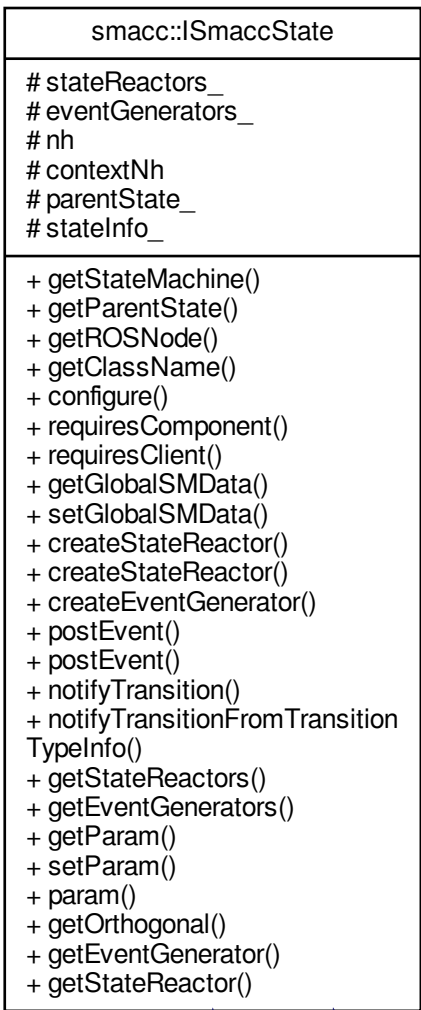 smacc::ISmaccState
# stateReactors_
# eventGenerators_
# nh
# contextNh
# parentState_
# stateInfo_
+ getStateMachine()
+ getParentState()
+ getROSNode()
+ getClassName()
+ configure()
+ requiresComponent()
+ requiresClient()
+ getGlobalSMData()
+ setGlobalSMData()
+ createStateReactor()
+ createStateReactor()
+ createEventGenerator()
+ postEvent()
+ postEvent()
+ notifyTransition()
+ notifyTransitionFromTransition
TypeInfo()
+ getStateReactors()
+ getEventGenerators()
+ getParam()
+ setParam()
+ param()
+ getOrthogonal()
+ getEventGenerator()
+ getStateReactor()